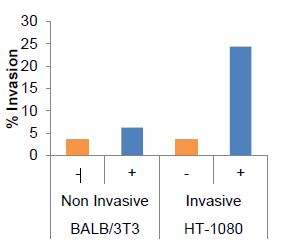 % Invasion
30
25
20
15
10
5
0
- + - +
Non Invasive Invasive
BALB/3T3 HT-1080